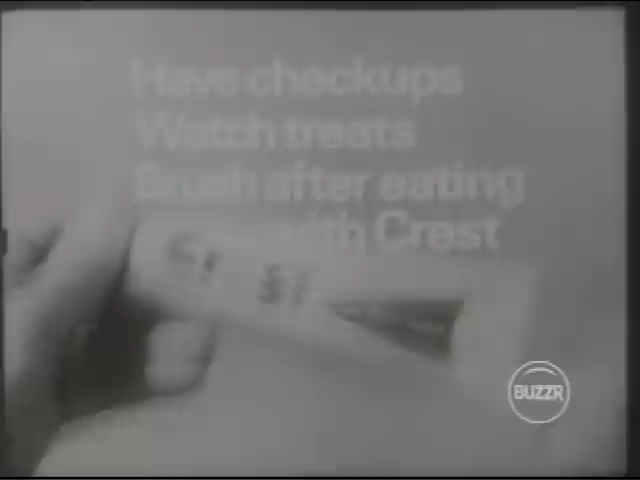 Have checkups
Watch treats
Brush after eating
with Crest
BUZZR